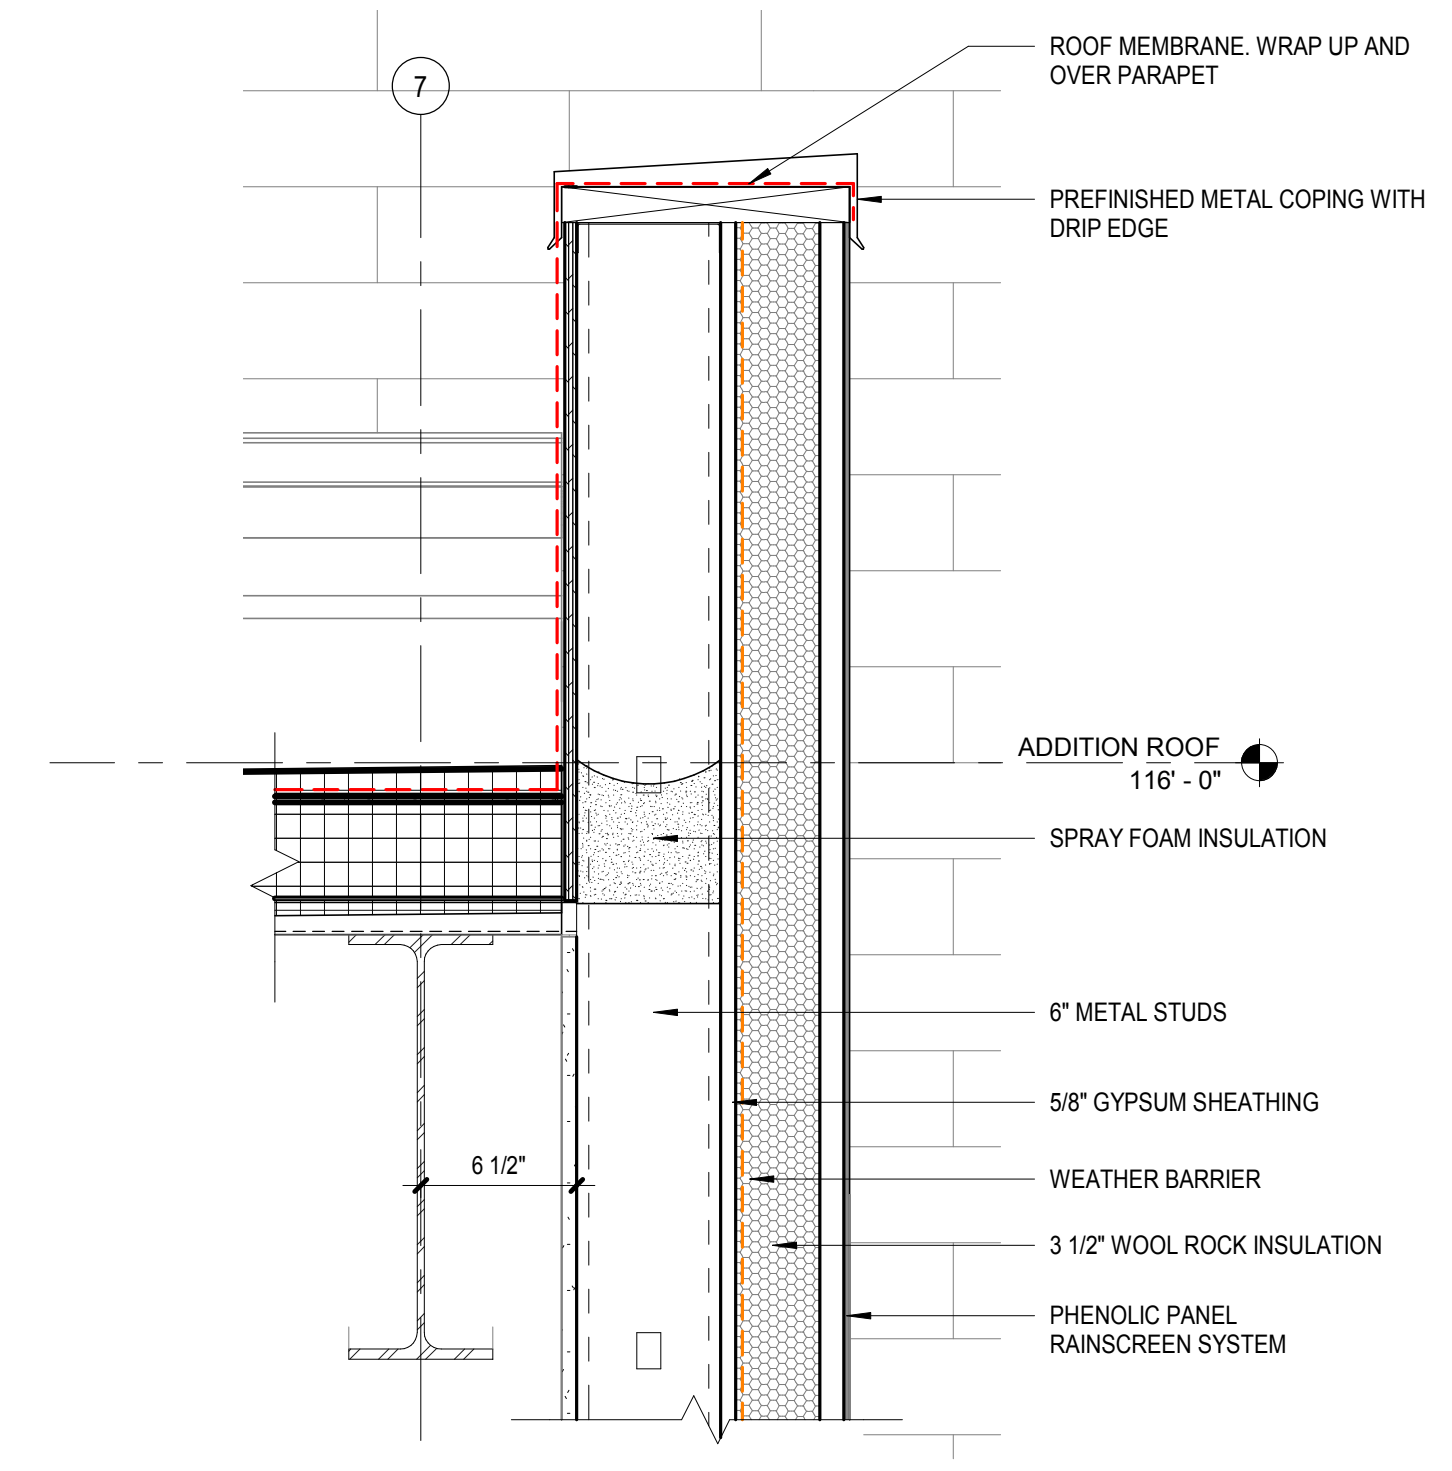 7
ROOF MEMBRANE. WRAP UP AND
OVER PARAPET
PREFINISHED METAL COPING WITH
DRIP EDGE
ADDITION ROOF
116' - 0"
SPRAY FOAM INSULATION
6" METAL STUDS
5/8" GYPSUM SHEATHING
6 1/2"
WEATHER BARRIER
3 1/2" WOOL ROCK INSULATION
PHENOLIC PANEL
RAINSCREEN SYSTEM